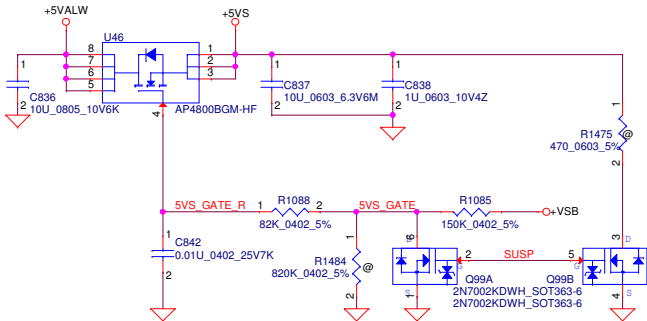 +5VALW
+5VS
U46
8
7
6
5
1
2
3
4
AP4800BGM-HF
1
2
C836
10U_0805_10V6K
1
2
C837
10U_0603_6.3V6M
1
2
C838
1U_0603_10V4Z
1
2
R1475
@
470_0603_5%
5VS_GATE_R
1
R1088
2
82K_0402_5%
5VS_GATE
R1085
150K_0402_5%
1
2
+VSB
1
2
C842
0.01U_0402_25V7K
1
2
R1484
@
820K_0402_5%
6
2
G
1
S
SUSP
5
G
3
D
4
S
Q99A
2N7002KDWH_SOT363-6
Q99B
2N7002KDWH_SOT363-6